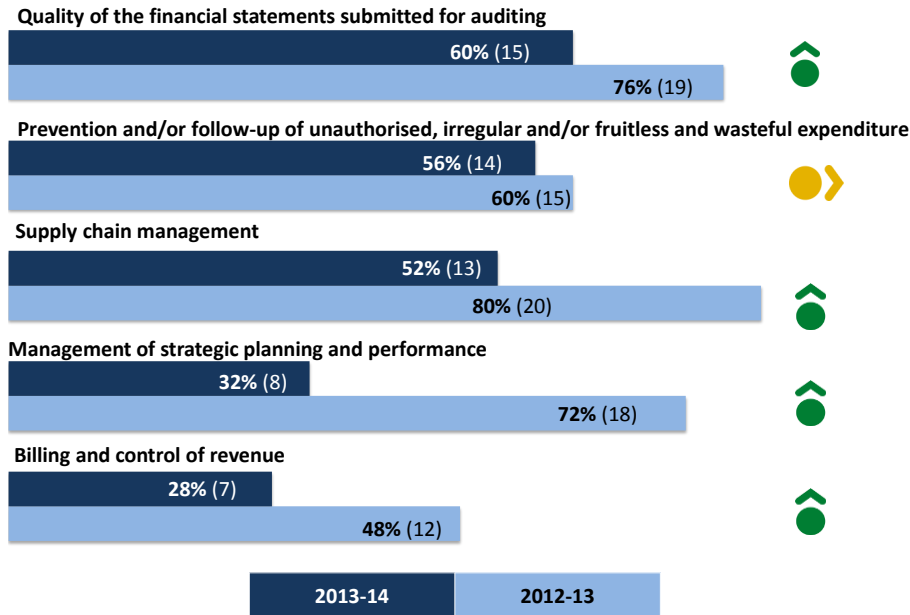 Quality of the financial statements submitted for auditing
60% (15)
76% (19)
Prevention and/or follow-up of unauthorised, irregular and/or fruitless and wasteful expenditure
56% (14)
60% (15)
Supply chain management
52% (13)
80% (20)
Management of strategic planning and performance
32% (8)
72% (18)
Billing and control of revenue
28% (7)
48% (12)
2013-14 2012-13